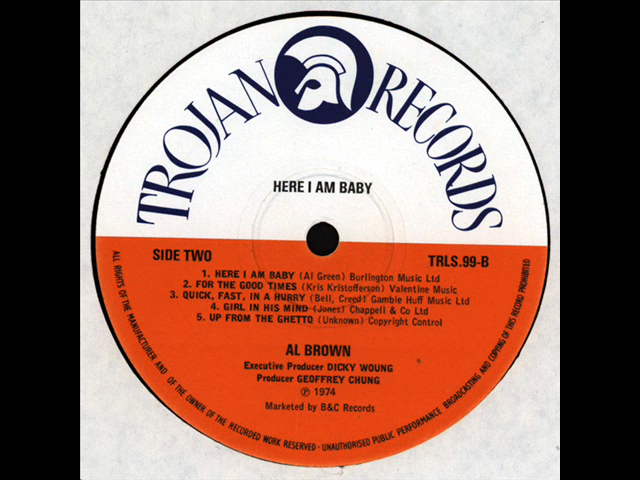 TROJAN RECORDS
HERE I AM BABY
SIDE TWO
TRLS.99-B
1. HERE I AM BABY (Al Green) Burlington Music Ltd
2. FOR THE GOOD TIMES (Kris Kristofferson) Valentine Music
3. QUICK, FAST, IN A HURRY (Bell, Creed) Gamble Huff Music Ltd
4. GIRL IN HIS MIND (Jones) Chappell & Co Ltd
5. UP FROM THE GHETTO (Unknown) Copyright Control
AL BROWN
Executive Producer DICKY WOUNG
Producer GEOFFREY CHUNG
Ⓟ 1974
Marketed by B&C Records
ALL RIGHTS OF THE MANUFACTURER AND OF THE OWNER OF THE RECORDED WORK RESERVED - UNAUTHORISED PUBLIC PERFORMANCE BROADCASTING AND COPYING OF THIS RECORD PROHIBITED